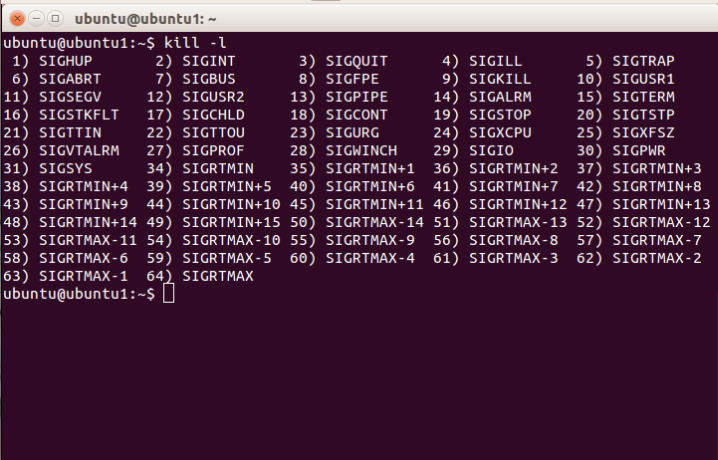 ubuntu@ubuntu1: ~
ubuntu@ubuntu1:~$ kill -l
 1) SIGHUP       2) SIGINT       3) SIGQUIT      4) SIGILL       5) SIGTRAP
 6) SIGABRT      7) SIGBUS       8) SIGFPE       9) SIGKILL     10) SIGUSR1
11) SIGSEGV     12) SIGUSR2     13) SIGPIPE     14) SIGALRM     15) SIGTERM
16) SIGSTKFLT   17) SIGCHLD     18) SIGCONT     19) SIGSTOP     20) SIGTSTP
21) SIGTTIN     22) SIGTTOU     23) SIGURG      24) SIGXCPU     25) SIGXFSZ
26) SIGVTALRM   27) SIGPROF     28) SIGWINCH    29) SIGIO       30) SIGPWR
31) SIGSYS      34) SIGRTMIN    35) SIGRTMIN+1  36) SIGRTMIN+2  37) SIGRTMIN+3
38) SIGRTMIN+4  39) SIGRTMIN+5  40) SIGRTMIN+6  41) SIGRTMIN+7  42) SIGRTMIN+8
43) SIGRTMIN+9  44) SIGRTMIN+10 45) SIGRTMIN+11 46) SIGRTMIN+12 47) SIGRTMIN+13
48) SIGRTMIN+14 49) SIGRTMIN+15 50) SIGRTMAX-14 51) SIGRTMAX-13 52) SIGRTMAX-12
53) SIGRTMAX-11 54) SIGRTMAX-10 55) SIGRTMAX-9  56) SIGRTMAX-8  57) SIGRTMAX-7
58) SIGRTMAX-6  59) SIGRTMAX-5  60) SIGRTMAX-4  61) SIGRTMAX-3  62) SIGRTMAX-2
63) SIGRTMAX-1  64) SIGRTMAX
ubuntu@ubuntu1:~$